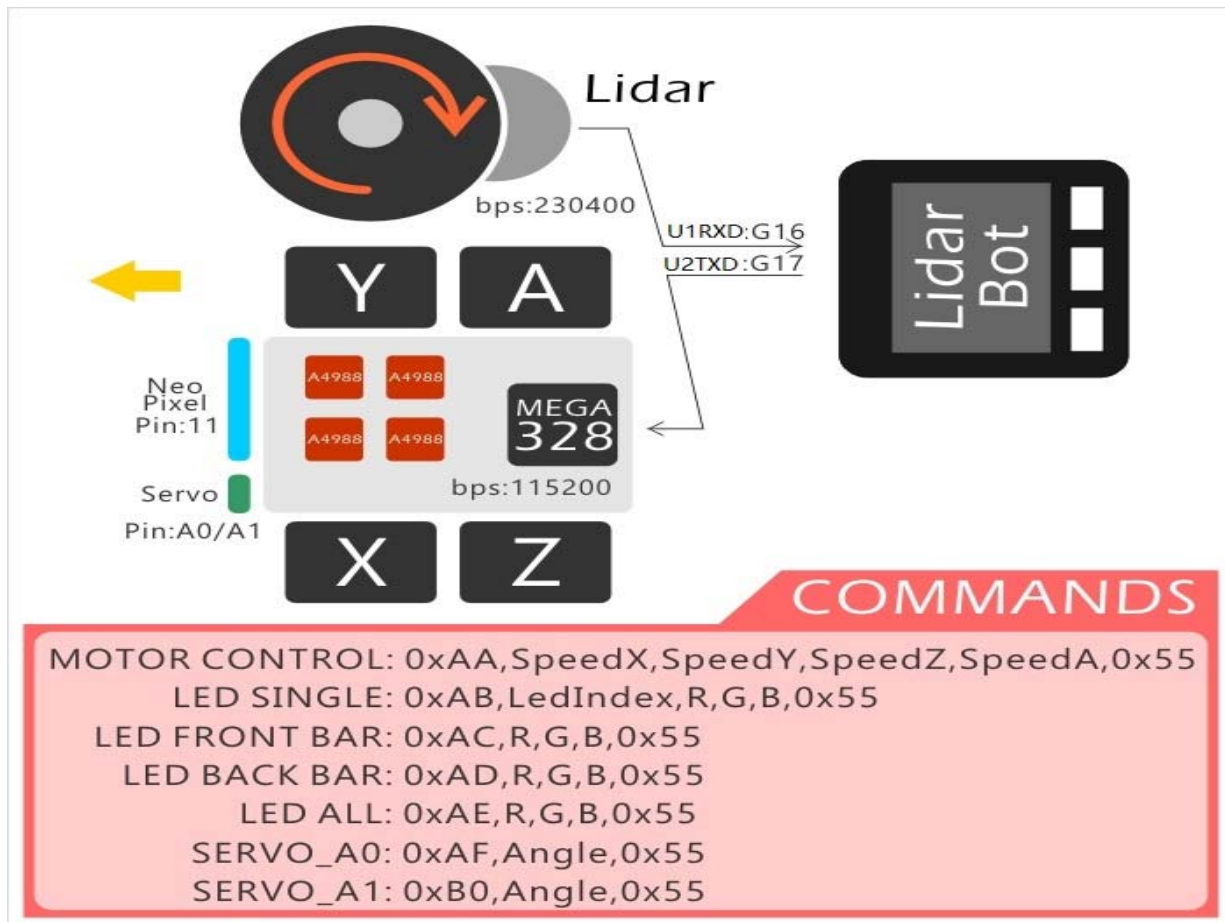 Lidar
bps:230400
U1RXD:G16
U2TXD:G17
Lidar
Bot
Y
A
Neo
Pixel
Pin:11
A4988
A4988
A4988
A4988
MEGA
328
bps:115200
Servo
Pin:A0/A1
X
Z
COMMANDS
MOTOR CONTROL: 0xAA,SpeedX,SpeedY,SpeedZ,SpeedA,0x55
LED SINGLE: 0xAB,LedIndex,R,G,B,0x55
LED FRONT BAR: 0xAC,R,G,B,0x55
LED BACK BAR: 0xAD,R,G,B,0x55
LED ALL: 0xAE,R,G,B,0x55
SERVO_A0: 0xAF,Angle,0x55
SERVO_A1: 0xB0,Angle,0x55